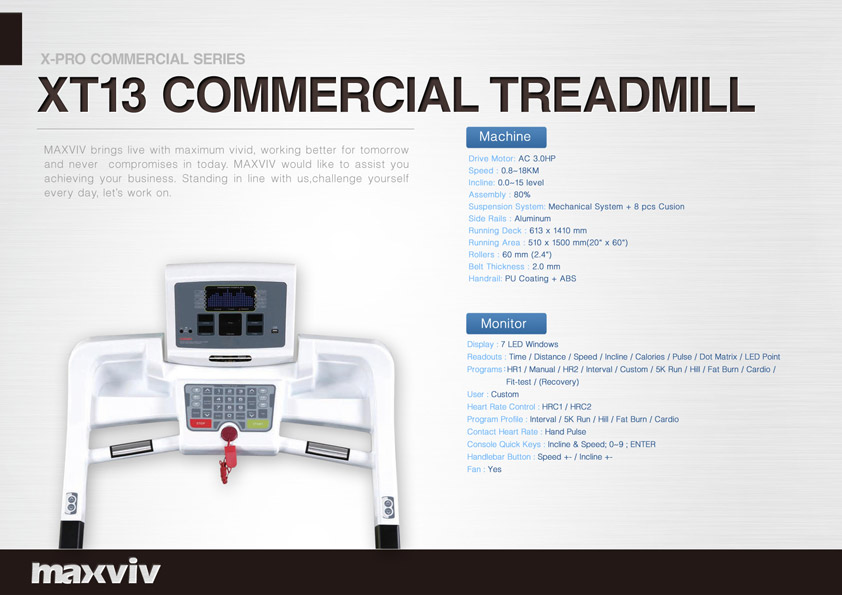 X-PRO COMMERCIAL SERIES
XT13 COMMERCIAL TREADMILL
MAXVIV brings live with maximum vivid, working better for tomorrow
and never compromises in today. MAXVIV would like to assist you
achieving your business. Standing in line with us,challenge yourself
every day, let's work on.
Machine
Drive Motor: AC 3.0HP
Speed : 0.8~18KM
Incline: 0.0~15 level
Assembly : 80%
Suspension System: Mechanical System + 8 pcs Cusion
Side Rails : Aluminum
Running Deck : 613 x 1410 mm
Running Area : 510 x 1500 mm(20" x 60")
Rollers : 60 mm (2.4")
Belt Thickness : 2.0 mm
Handrail: PU Coating + ABS
Monitor
Display : 7 LED Windows
Readouts : Time / Distance / Speed / Incline / Calories / Pulse / Dot Matrix / LED Point
Programs : HR1 / Manual / HR2 / Interval / Custom / 5K Run / Hill / Fat Burn / Cardio /
Fit-test / (Recovery)
User : Custom
Heart Rate Control : HRC1 / HRC2
Program Profile : Interval / 5K Run / Hill / Fat Burn / Cardio
Contact Heart Rate : Hand Pulse
Console Quick Keys : Incline & Speed; 0~9 ; ENTER
Handlebar Button : Speed +- / Incline +-
Fan : Yes
maxviv